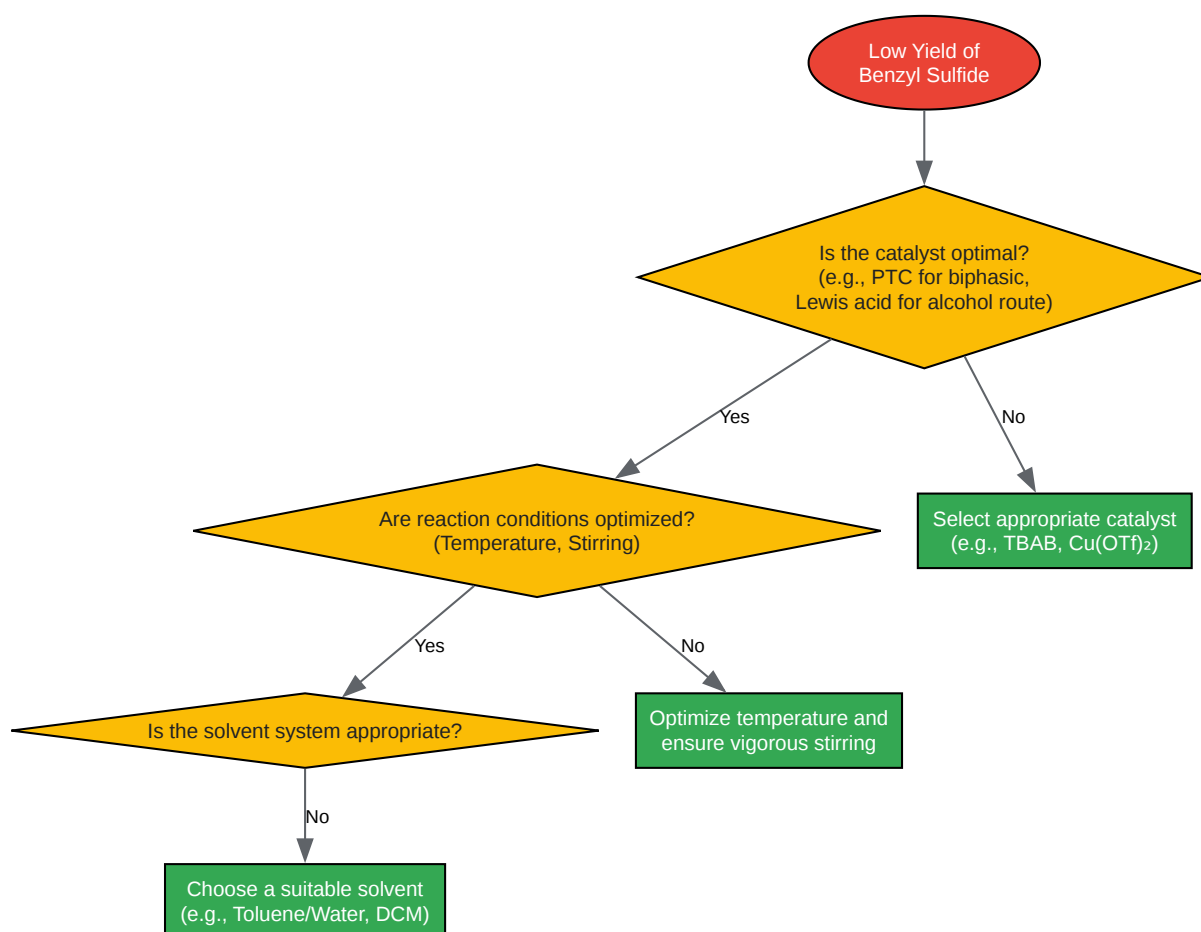 Low Yield of
Benzyl Sulfide
Is the catalyst optimal?
(e.g., PTC for biphasic,
Lewis acid for alcohol route)
Yes
No
Are reaction conditions optimized?
(Temperature, Stirring)
Select appropriate catalyst
(e.g., TBAB, Cu(OTf)₂)
Yes
No
Is the solvent system appropriate?
Optimize temperature and
ensure vigorous stirring
No
Choose a suitable solvent
(e.g., Toluene/Water, DCM)